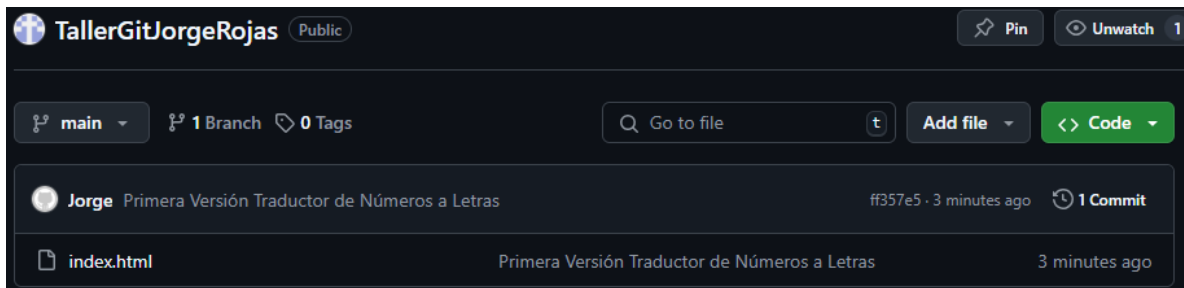 TallerGitJorgeRojas Public Pin Unwatch 1
main 1 Branch 0 Tags Go to file t Add file Code
Jorge Primera Versión Traductor de Números a Letras ff357e5 · 3 minutes ago 1 Commit
index.html Primera Versión Traductor de Números a Letras 3 minutes ago